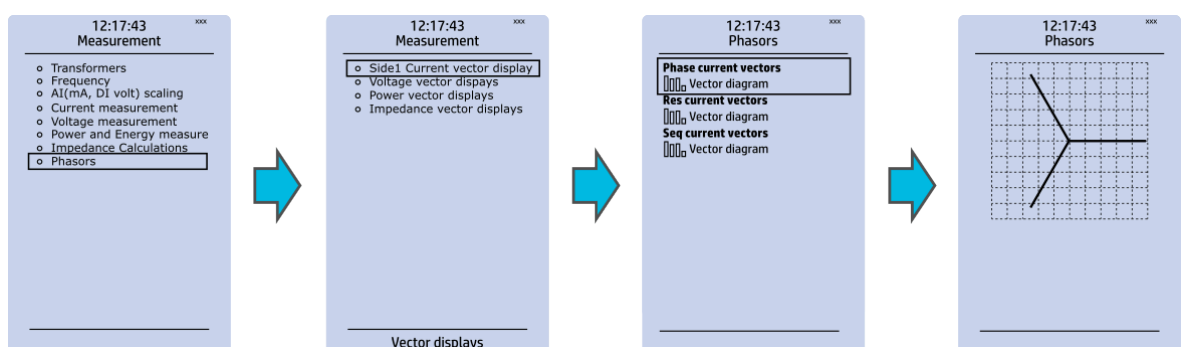 12:17:43 xxx
Measurement
Transformers
Frequency
AI(mA, DI volt) scaling
Current measurement
Voltage measurement
Power and Energy measure
Impedance Calculations
Phasors
12:17:43 xxx
Measurement
Side1 Current vector display
Voltage vector dispays
Power vector displays
Impedance vector displays
Vector displays
12:17:43 xxx
Phasors
Phase current vectors
Vector diagram
Res current vectors
Vector diagram
Seq current vectors
Vector diagram
12:17:43 xxx
Phasors